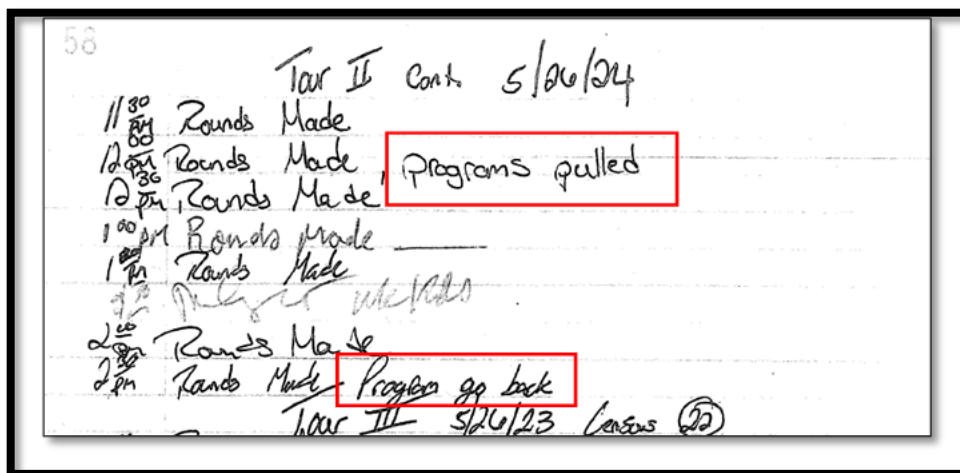 58
Tour II Cont. 5/26/24
11 30 AM Rounds Made
12 00 pm Rounds Made, programs pulled
12 30 pm Rounds Made
1 00 pM Rounds Made
1 30 pm Rounds Made
2 00 pm Rounds Made
2 30 pm Rounds Made Program go back
Tour III 5/26/23 Census 22